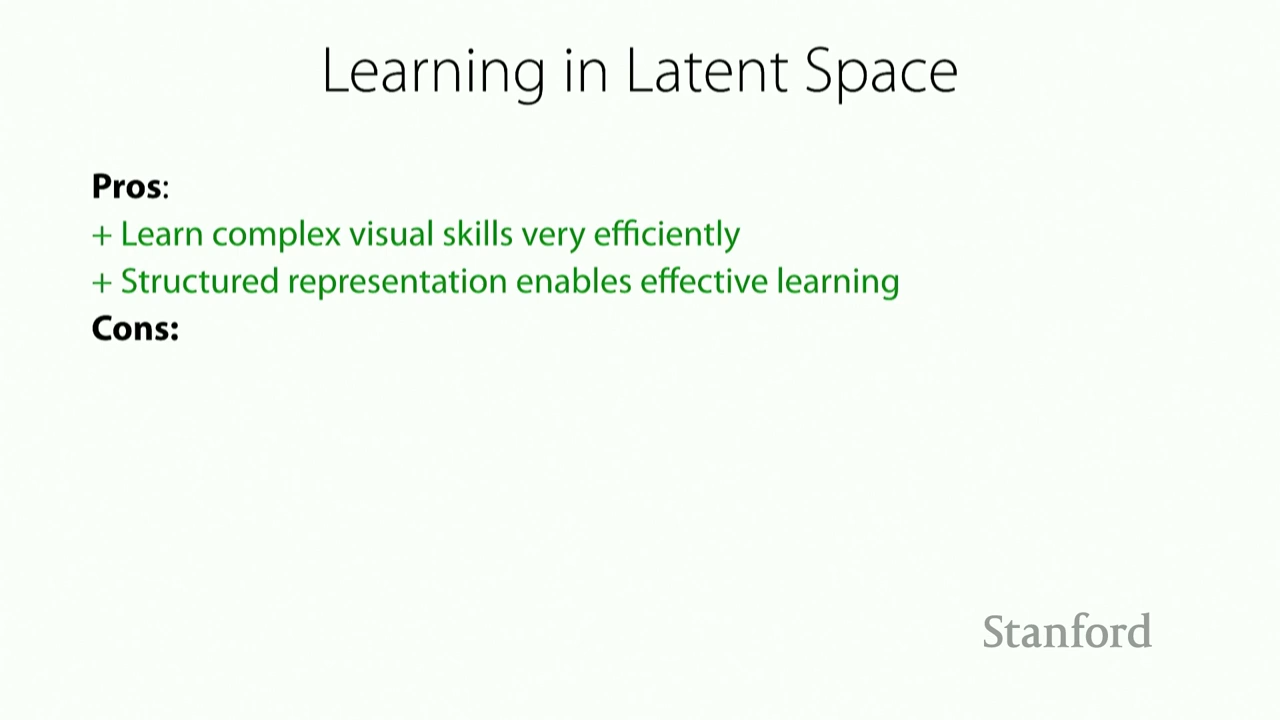 Learning in Latent Space
Pros:
+ Learn complex visual skills very efficiently
+ Structured representation enables effective learning
Cons:
Stanford